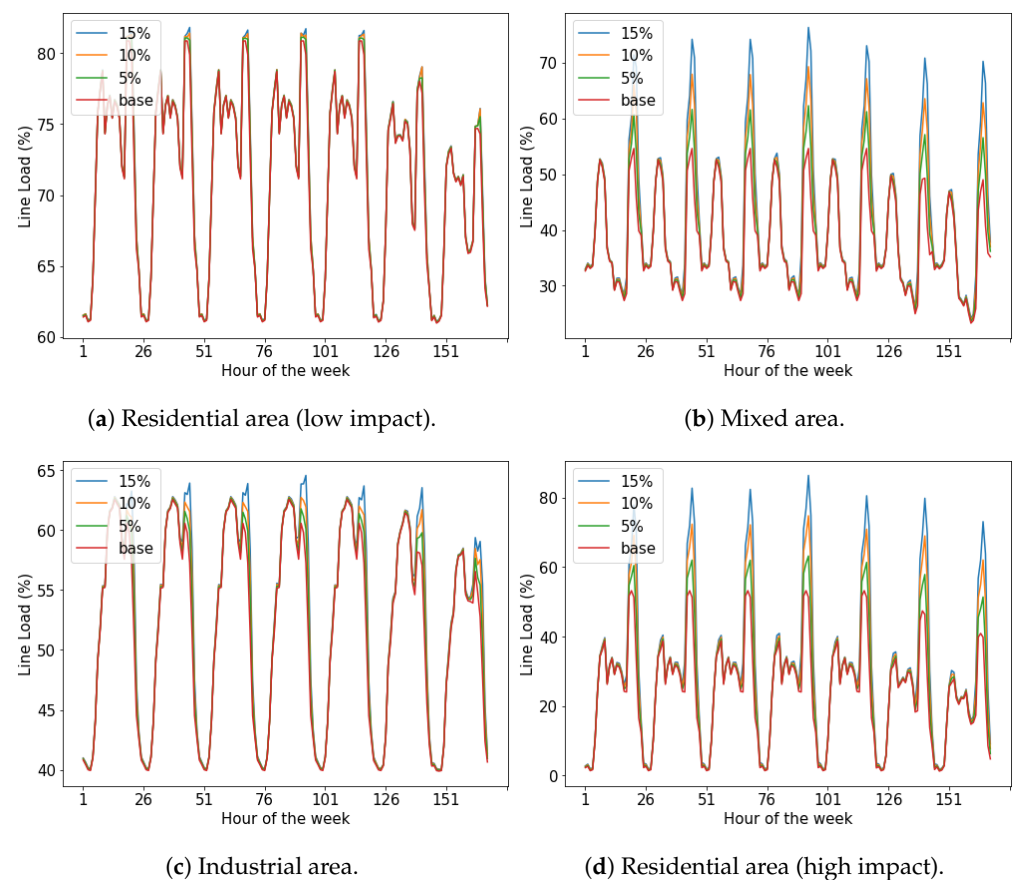 15%
10%
5%
base
Line Load (%)
80
75
70
65
60
1 26 51 76 101 126 151
Hour of the week
(a) Residential area (low impact).
15%
10%
5%
base
Line Load (%)
70
60
50
40
30
1 26 51 76 101 126 151
Hour of the week
(b) Mixed area.
15%
10%
5%
base
Line Load (%)
65
60
55
50
45
40
1 26 51 76 101 126 151
Hour of the week
(c) Industrial area.
15%
10%
5%
base
Line Load (%)
80
60
40
20
0
1 26 51 76 101 126 151
Hour of the week
(d) Residential area (high impact).